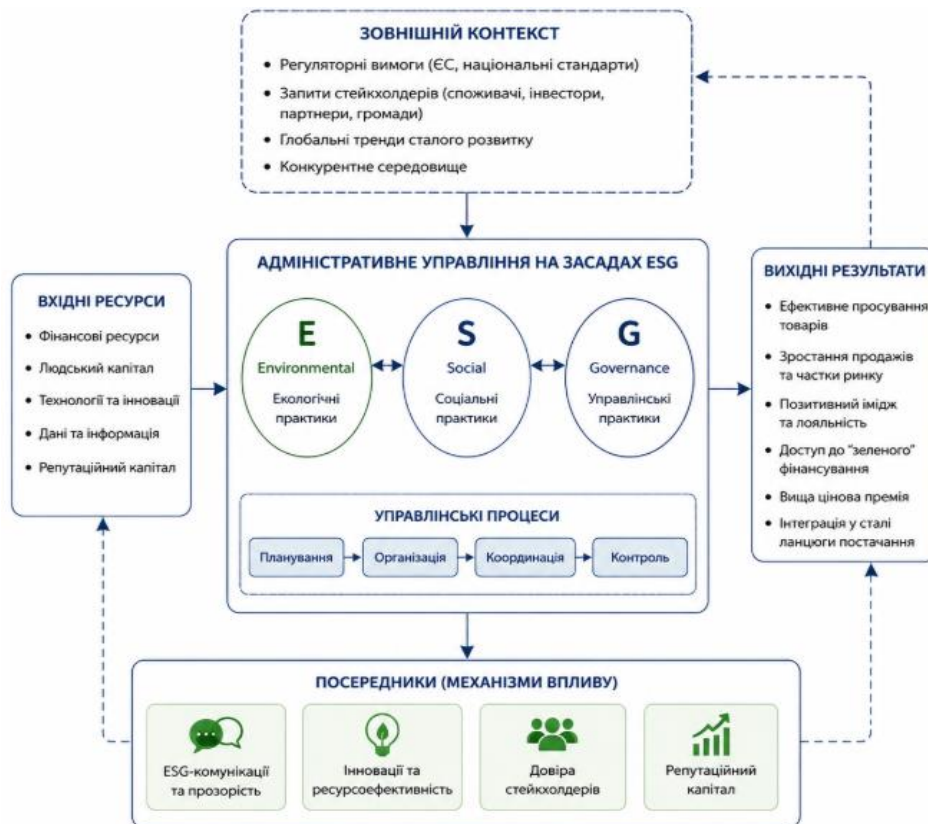 ЗОВНІШНІЙ КОНТЕКСТ
• Регуляторні вимоги (ЄС, національні стандарти)
• Запити стейкхолдерів (споживачі, інвестори,
партнери, громади)
• Глобальні тренди сталого розвитку
• Конкурентне середовище
ВХІДНІ РЕСУРСИ
• Фінансові ресурси
• Людський капітал
• Технології та інновації
• Дані та інформація
• Репутаційний капітал
АДМІНІСТРАТИВНЕ УПРАВЛІННЯ НА ЗАСАДАХ ESG
E
Environmental
Екологічні
практики
S
Social
Соціальні
практики
G
Governance
Управлінські
практики
УПРАВЛІНСЬКІ ПРОЦЕСИ
Планування
Організація
Координація
Контроль
ВИХІДНІ РЕЗУЛЬТАТИ
• Ефективне просування
товарів
• Зростання продажів
та частки ринку
• Позитивний імідж
та лояльність
• Доступ до "зеленого"
фінансування
• Вища цінова премія
• Інтеграція у сталі
ланцюги постачання
ПОСЕРЕДНИКИ (МЕХАНІЗМИ ВПЛИВУ)
ESG-комунікації
та прозорість
Інновації та
ресурсоефективність
Довіра
стейкхолдерів
Репутаційний
капітал